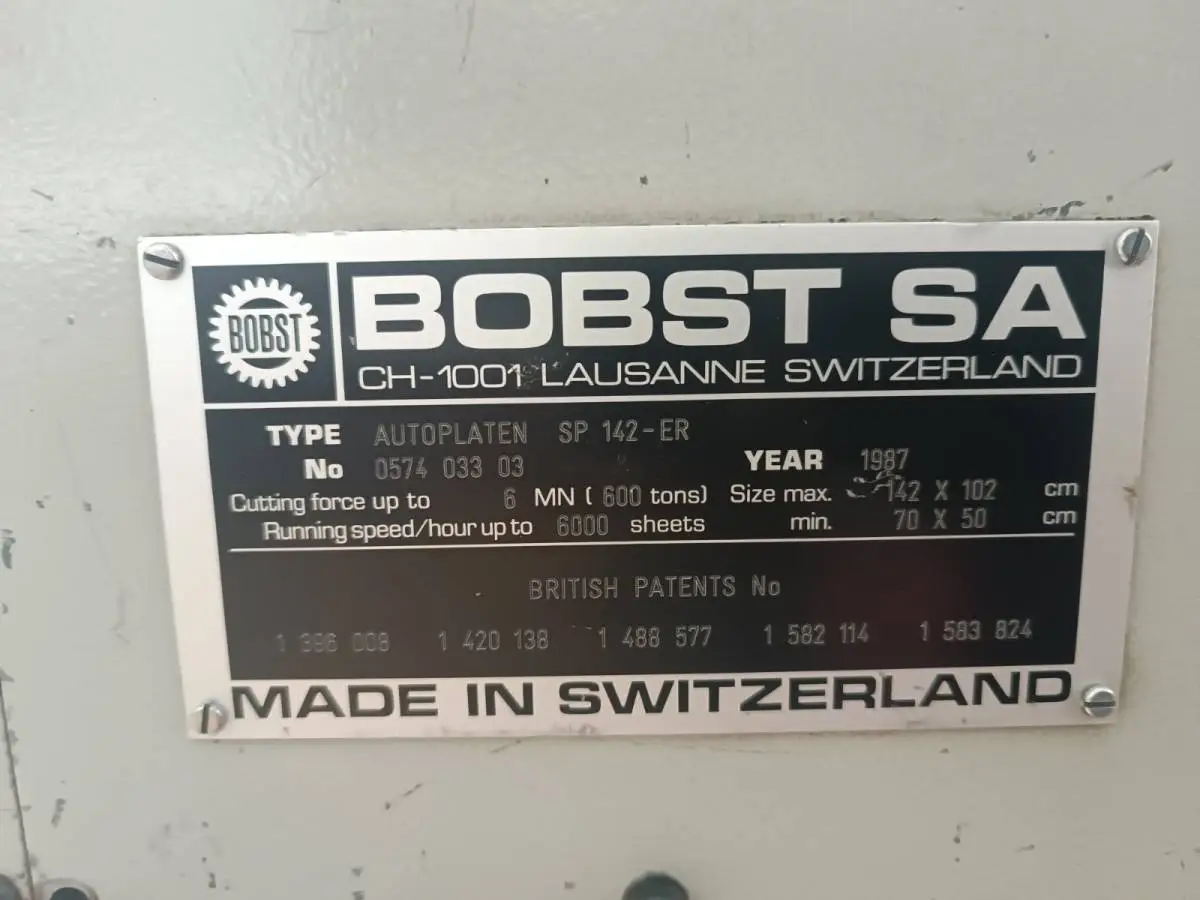 BOBST
BOBST SA
CH-1001 LAUSANNE SWITZERLAND
TYPE AUTOPLATEN SP 142-ER
No 0574 033 03 YEAR 1987
Cutting force up to 6 MN ( 600 tons) Size max. 142 X 102 cm
Running speed/hour up to 6000 sheets min. 70 X 50 cm
BRITISH PATENTS No
1 420 138 1 488 577 1 582 114 1 583 824
MADE IN SWITZERLAND